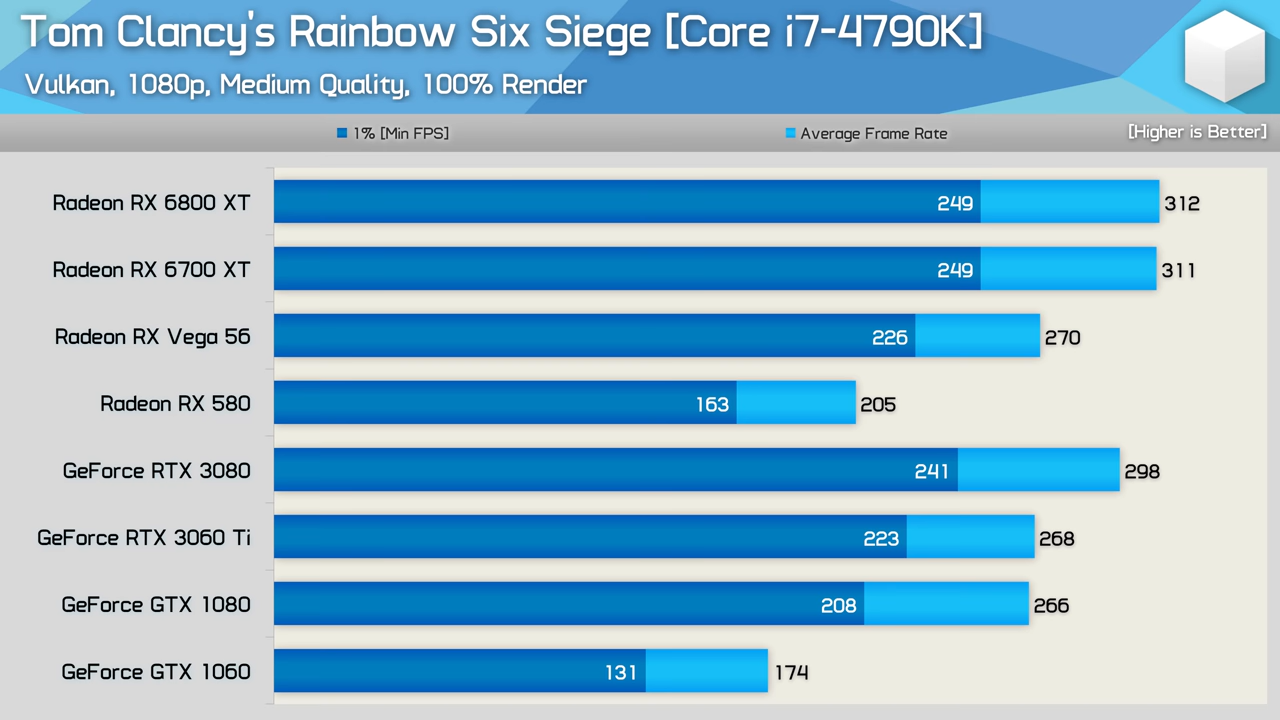 Tom Clancy's Rainbow Six Siege [Core i7-4790K]
Vulkan, 1080p, Medium Quality, 100% Render
1% [Min FPS] Average Frame Rate [Higher is Better]
Radeon RX 6800 XT 249 312
Radeon RX 6700 XT 249 311
Radeon RX Vega 56 226 270
Radeon RX 580 163 205
GeForce RTX 3080 241 298
GeForce RTX 3060 Ti 223 268
GeForce GTX 1080 208 266
GeForce GTX 1060 131 174